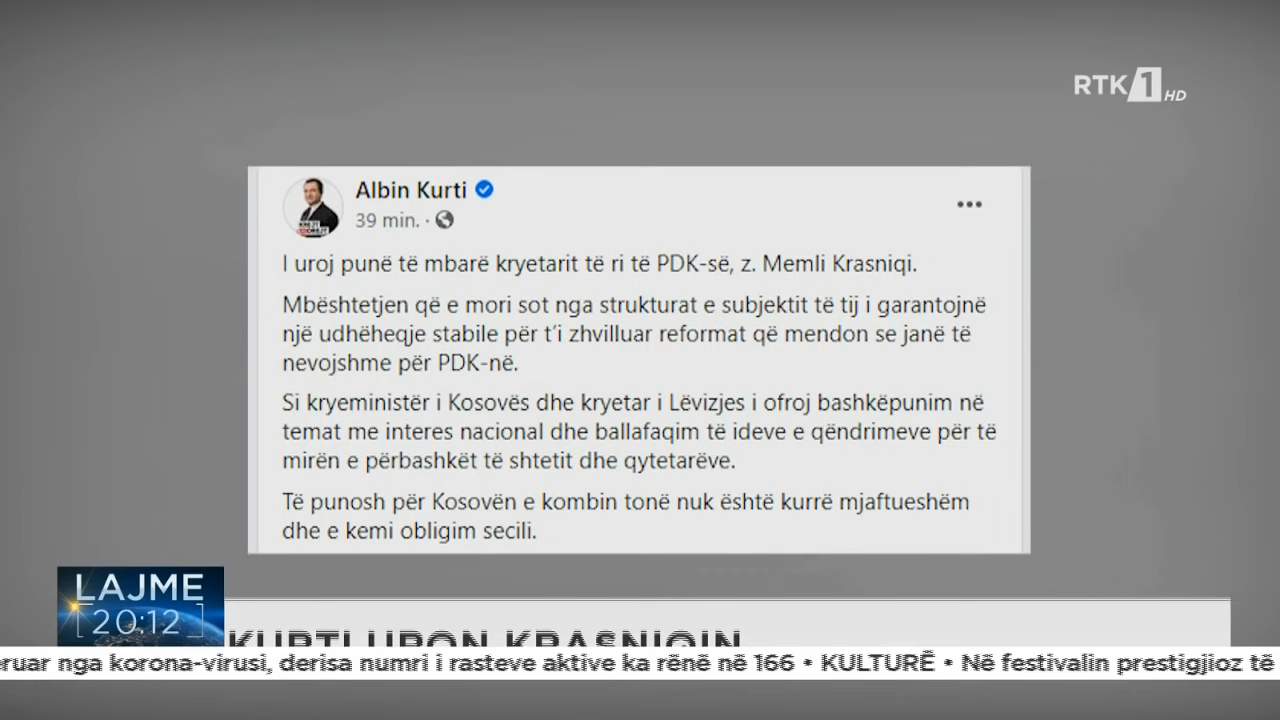 RTK 1 HD
Albin Kurti
39 min. ·
I uroj punë të mbarë kryetarit të ri të PDK-së, z. Memli Krasniqi.
Mbështetjen që e mori sot nga strukturat e subjektit të tij i garantojnë
një udhëheqje stabile për t'i zhvilluar reformat që mendon se janë të
nevojshme për PDK-në.
Si kryeministër i Kosovës dhe kryetar i Lëvizjes i ofroj bashkëpunim në
temat me interes nacional dhe ballafaqim të ideve e qëndrimeve për të
mirën e përbashkët të shtetit dhe qytetarëve.
Të punosh për Kosovën e kombin tonë nuk është kurrë mjaftueshëm
dhe e kemi obligim secili.
LAJME
20:12
KURTI URON KRASNIQIN
nga korona-virusi, derisa numri i rasteve aktive ka rënë në 166 • KULTURË • Në festivalin prestigjioz të